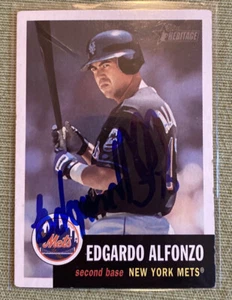 HERITAGE
Mets
EDGARDO ALFONZO
second base NEW YORK METS®